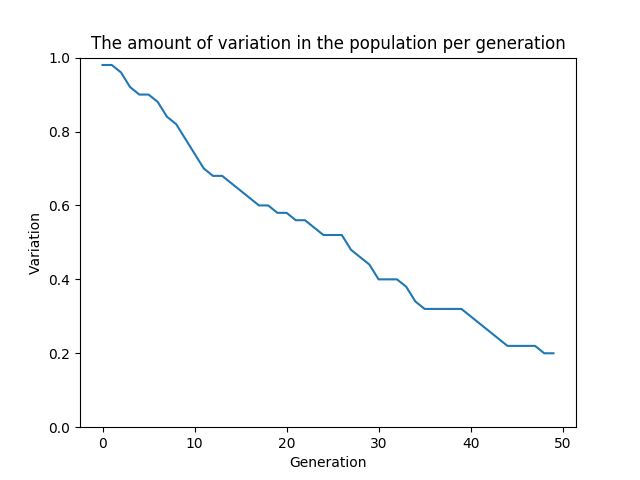 The amount of variation in the population per generation
1.0
0.8
0.6
0.4
0.2
0.0
Variation
0 10 20 30 40 50
Generation